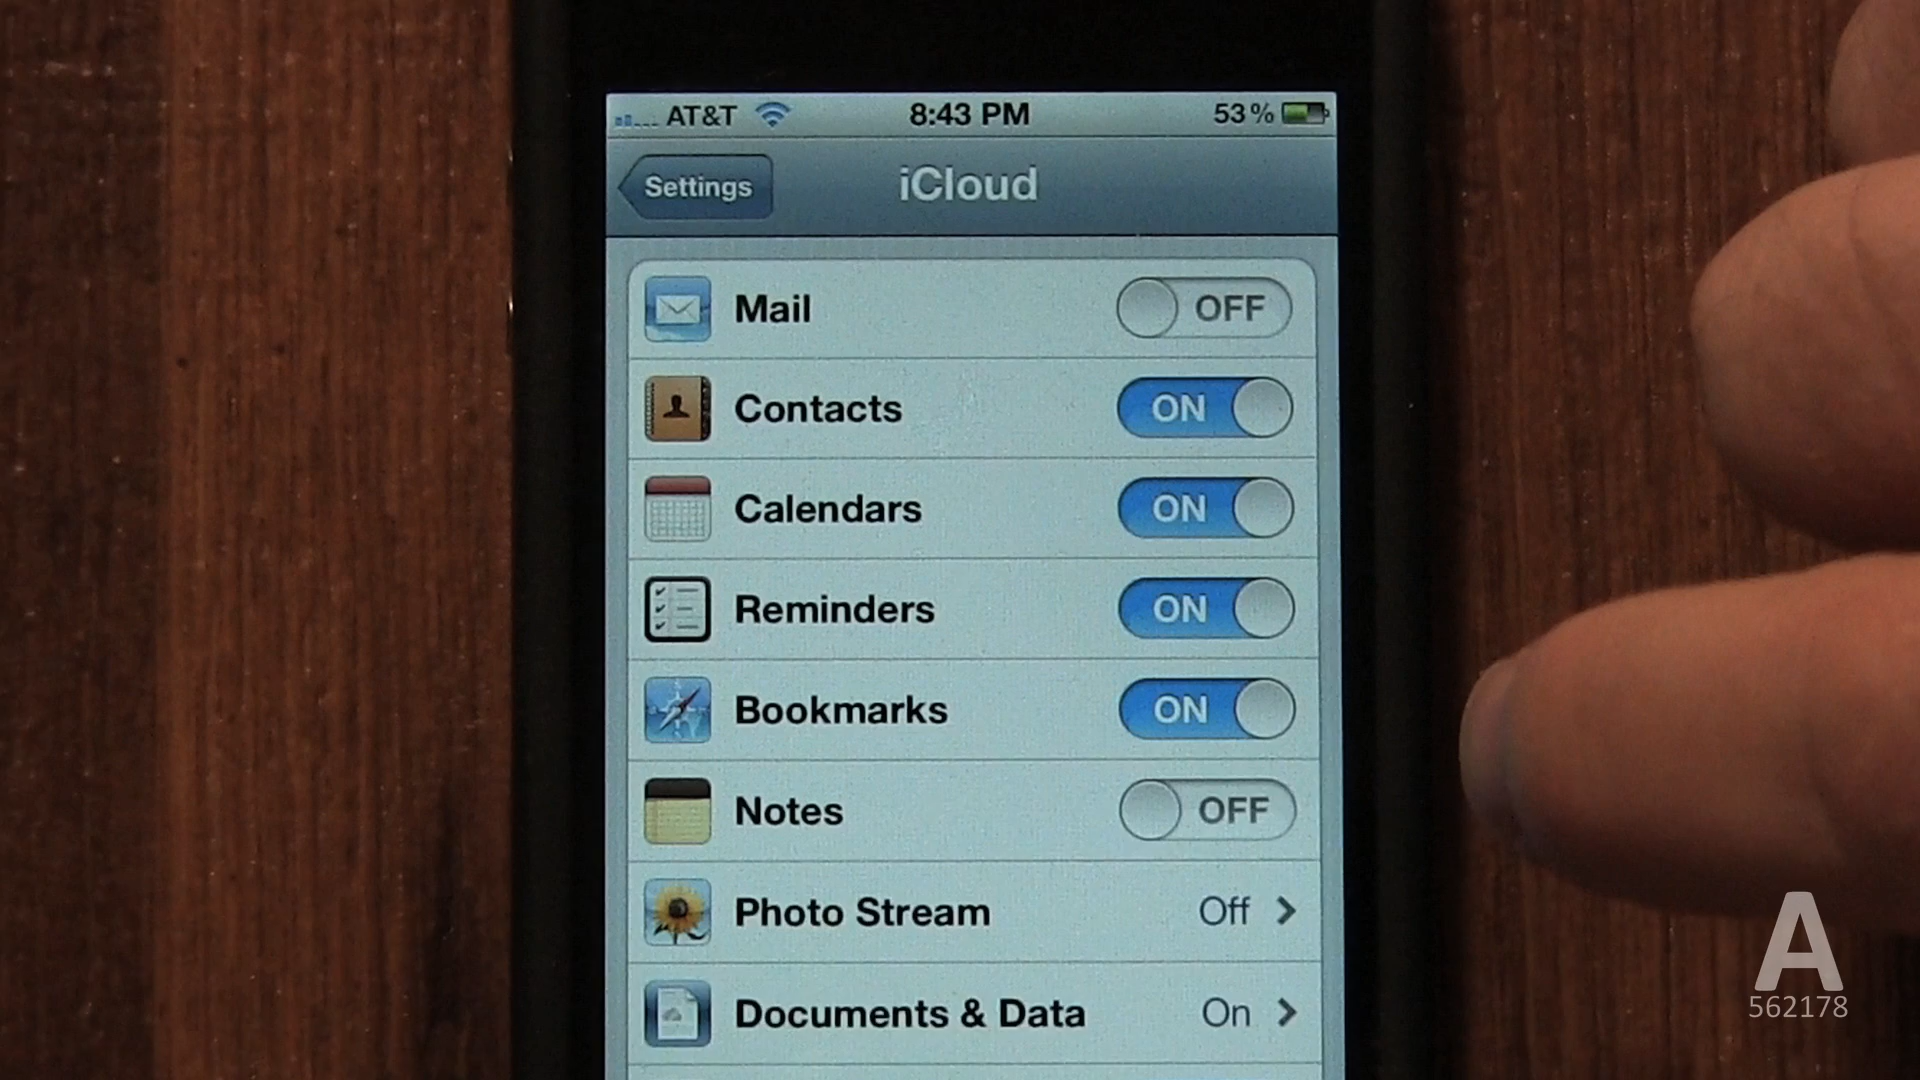 AT&T 8:43 PM 53%
Settings iCloud
Mail OFF
Contacts ON
Calendars ON
Reminders ON
Bookmarks ON
Notes OFF
Photo Stream Off
Documents & Data On
A
562178